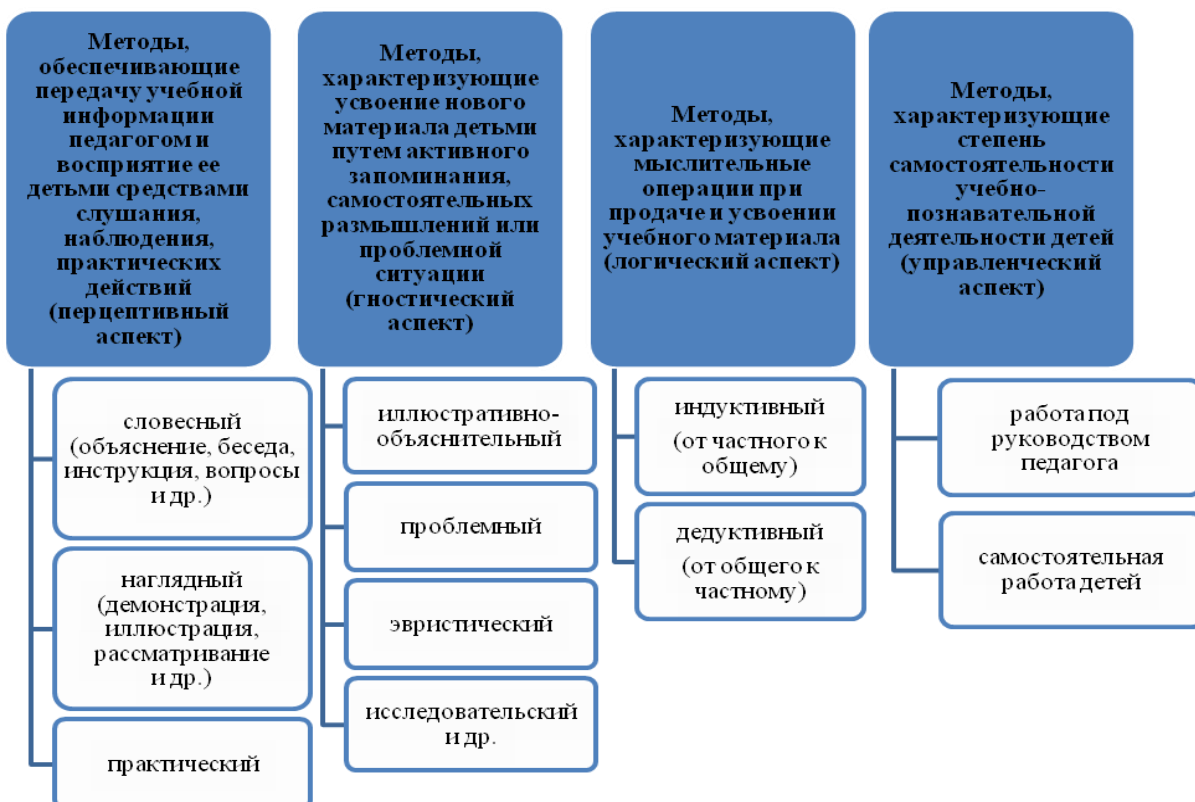 Методы,
обеспечивающие
передачу учебной
информации
педагогом и
восприятие ее
детьми средствами
слушания,
наблюдения,
практических
действий
(перцептивный
аспект)
словесный
(объяснение, беседа,
инструкция, вопросы
и др.)
наглядный
(демонстрация,
иллюстрация,
рассматривание
и др.)
практический
Методы,
характеризующие
усвоение нового
материала детьми
путем активного
запоминания,
самостоятельных
размышлений или
проблемной
ситуации
(гностический
аспект)
иллюстративно-
объяснительный
проблемный
эвристический
исследовательский
и др.
Методы,
характеризующие
мыслительные
операции при
продаче и усвоении
учебного материала
(логический аспект)
индуктивный
(от частного к
общему)
дедуктивный
(от общего к
частному)
Методы,
характеризующие
степень
самостоятельности
учебно-
познавательной
деятельности детей
(управленческий
аспект)
работа под
руководством
педагога
самостоятельная
работа детей